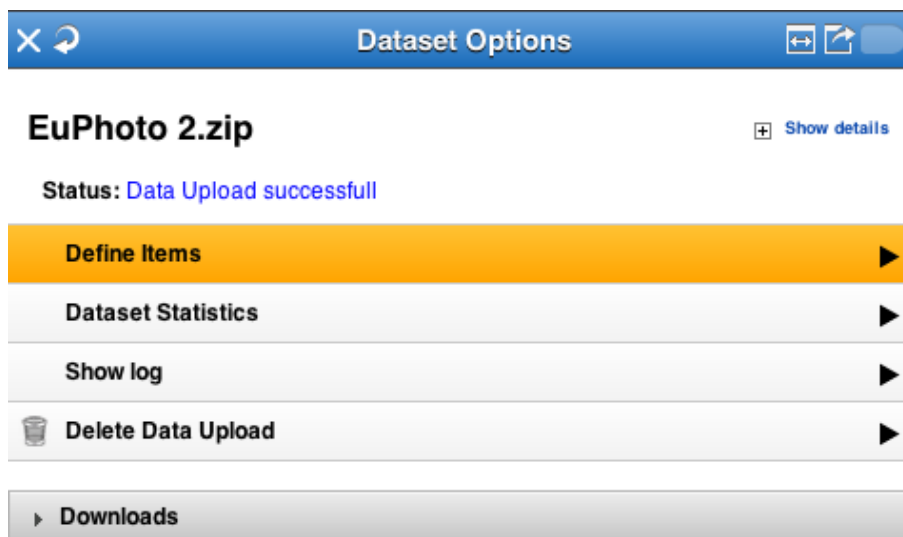 Dataset Options
EuPhoto 2.zip
Show details
Status: Data Upload successfull
Define Items
Dataset Statistics
Show log
Delete Data Upload
Downloads